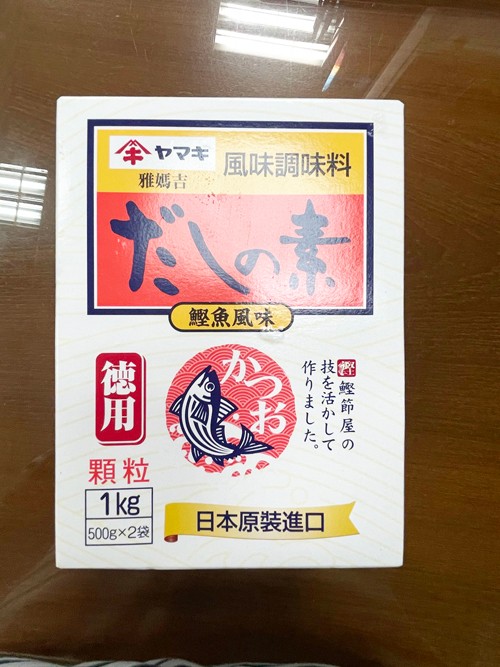 ヤマキ
雅媽吉
風味調味料
だしの素
鰹魚風味
徳用
かつお
鰹節屋の
技を活かして
作りました。
顆粒
1kg
500g×2袋
日本原裝進口